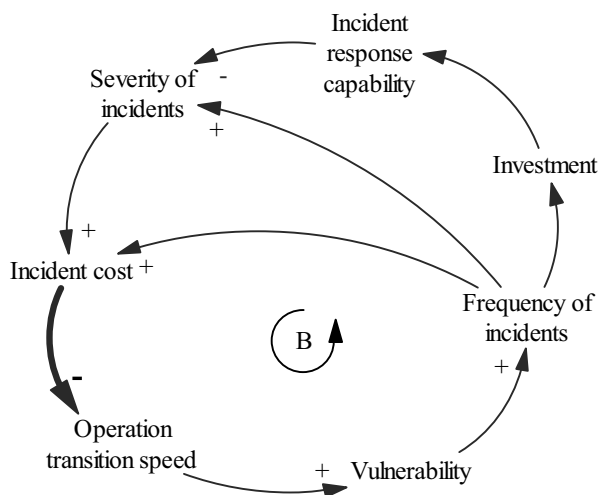 Incident
response
capability
Severity of
incidents
-
+
Investment
+
Incident cost
+
Frequency of
incidents
B
+
-
Operation
transition speed
+
Vulnerability